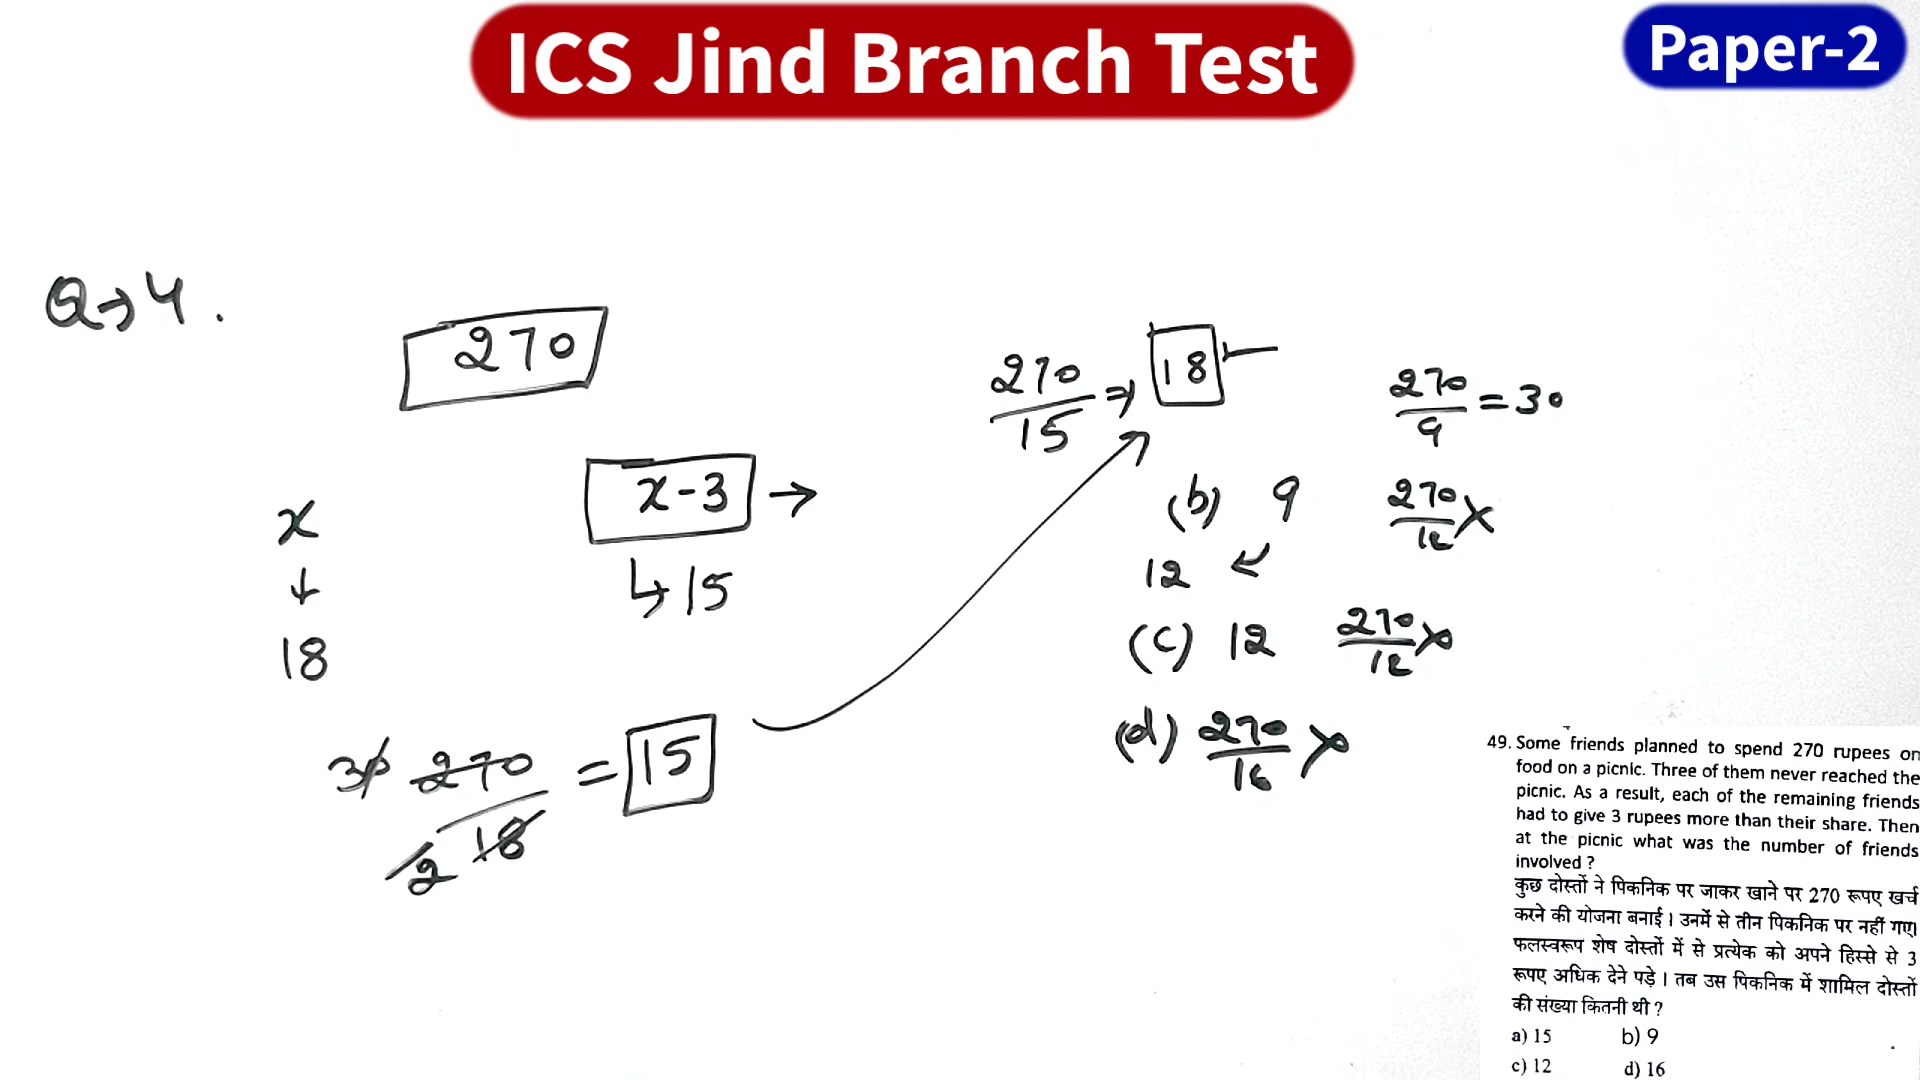 ICS Jind Branch Test
Paper-2
Q→4.
270
x-3 →
↳ 15
x
↓
18
270/18 = 15
270/15 ⇒ 18
270/9 = 30
(b) 9 270/12 ×
12 ↙
(c) 12 270/12 ×
(d) 270/16 ×
49. Some friends planned to spend 270 rupees on
food on a picnic. Three of them never reached the
picnic. As a result, each of the remaining friends
had to give 3 rupees more than their share. Then
at the picnic what was the number of friends
involved ?
कुछ दोस्तों ने पिकनिक पर जाकर खाने पर 270 रूपए खर्च
करने की योजना बनाई। उनमें से तीन पिकनिक पर नहीं गए।
फलस्वरूप शेष दोस्तों में से प्रत्येक को अपने हिस्से से 3
रूपए अधिक देने पड़े। तब उस पिकनिक में शामिल दोस्तों
की संख्या कितनी थी ?
a) 15 b) 9
c) 12 d) 16